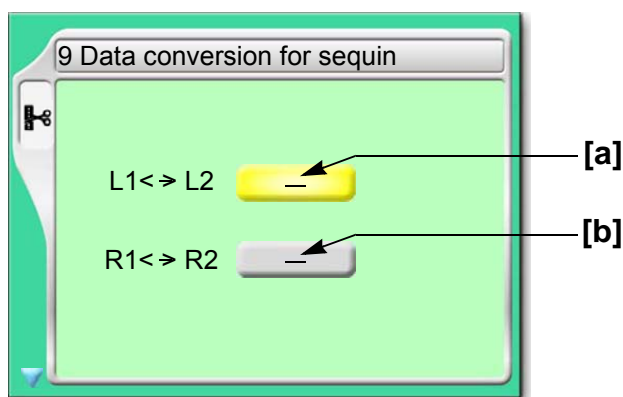 9 Data conversion for sequin
L1<->L2 —
[a]
R1<->R2 —
[b]